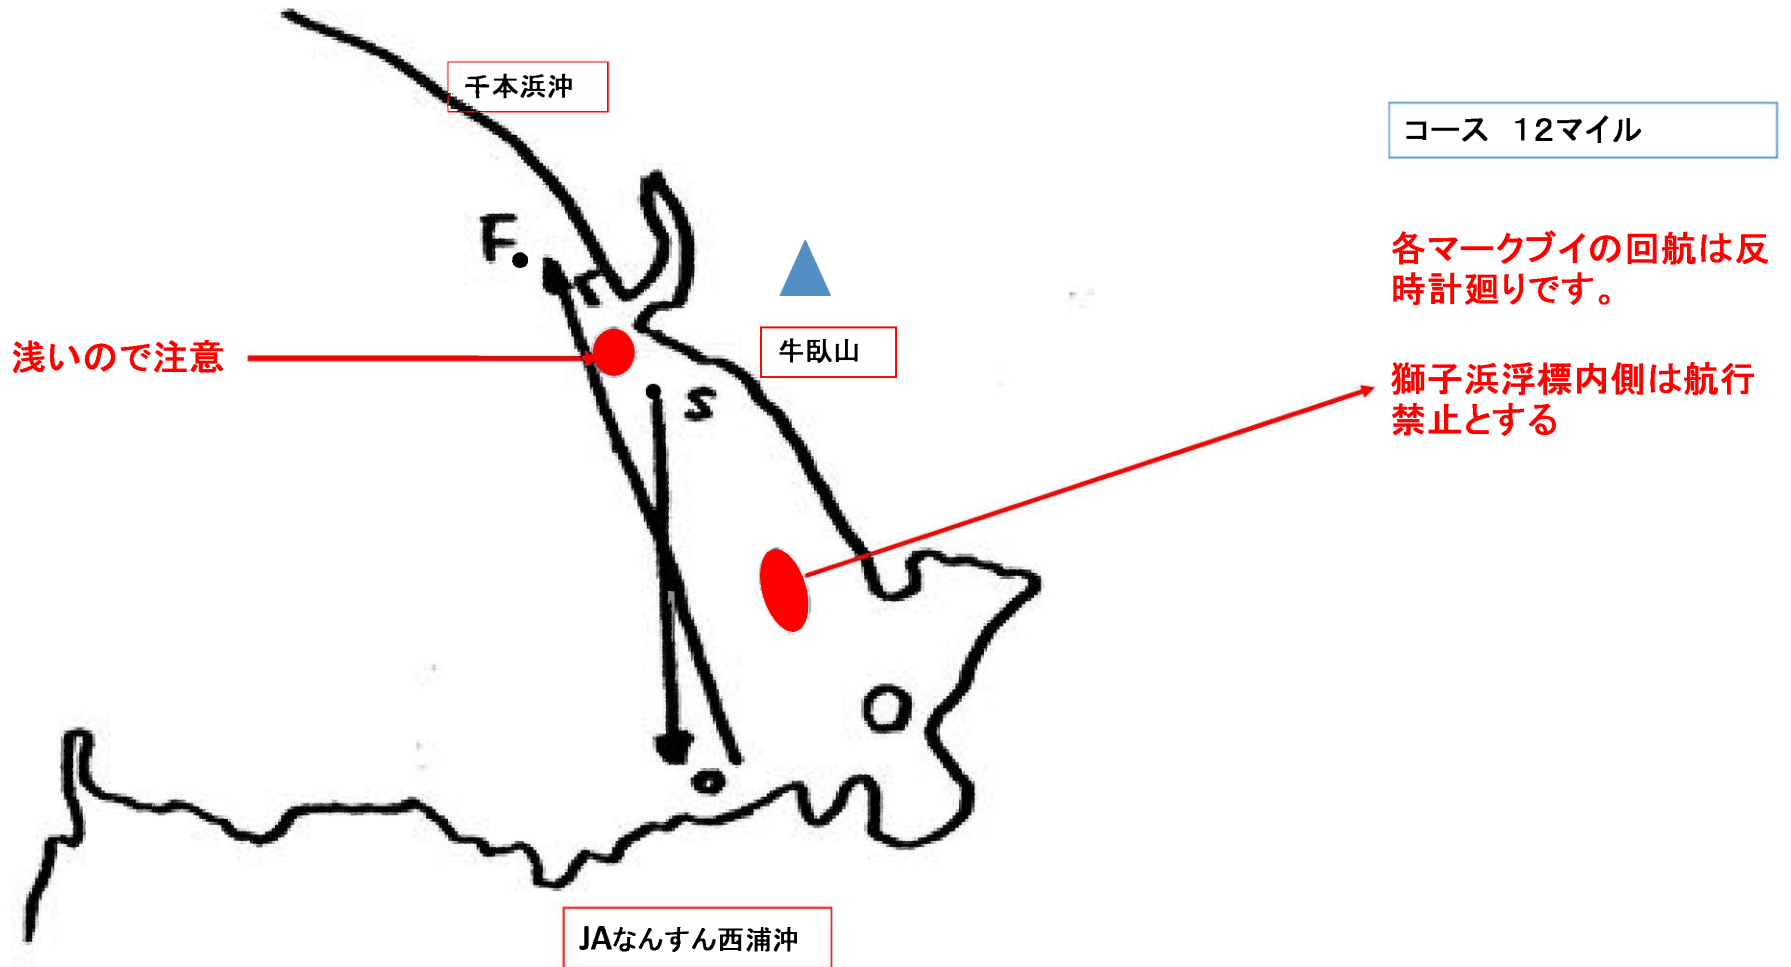 千本浜沖
コース　12マイル
F
各マークブイの回航は反
時計廻りです。
牛臥山
浅いので注意
S
獅子浜浮標内側は航行
禁止とする
JAなんすん西浦沖